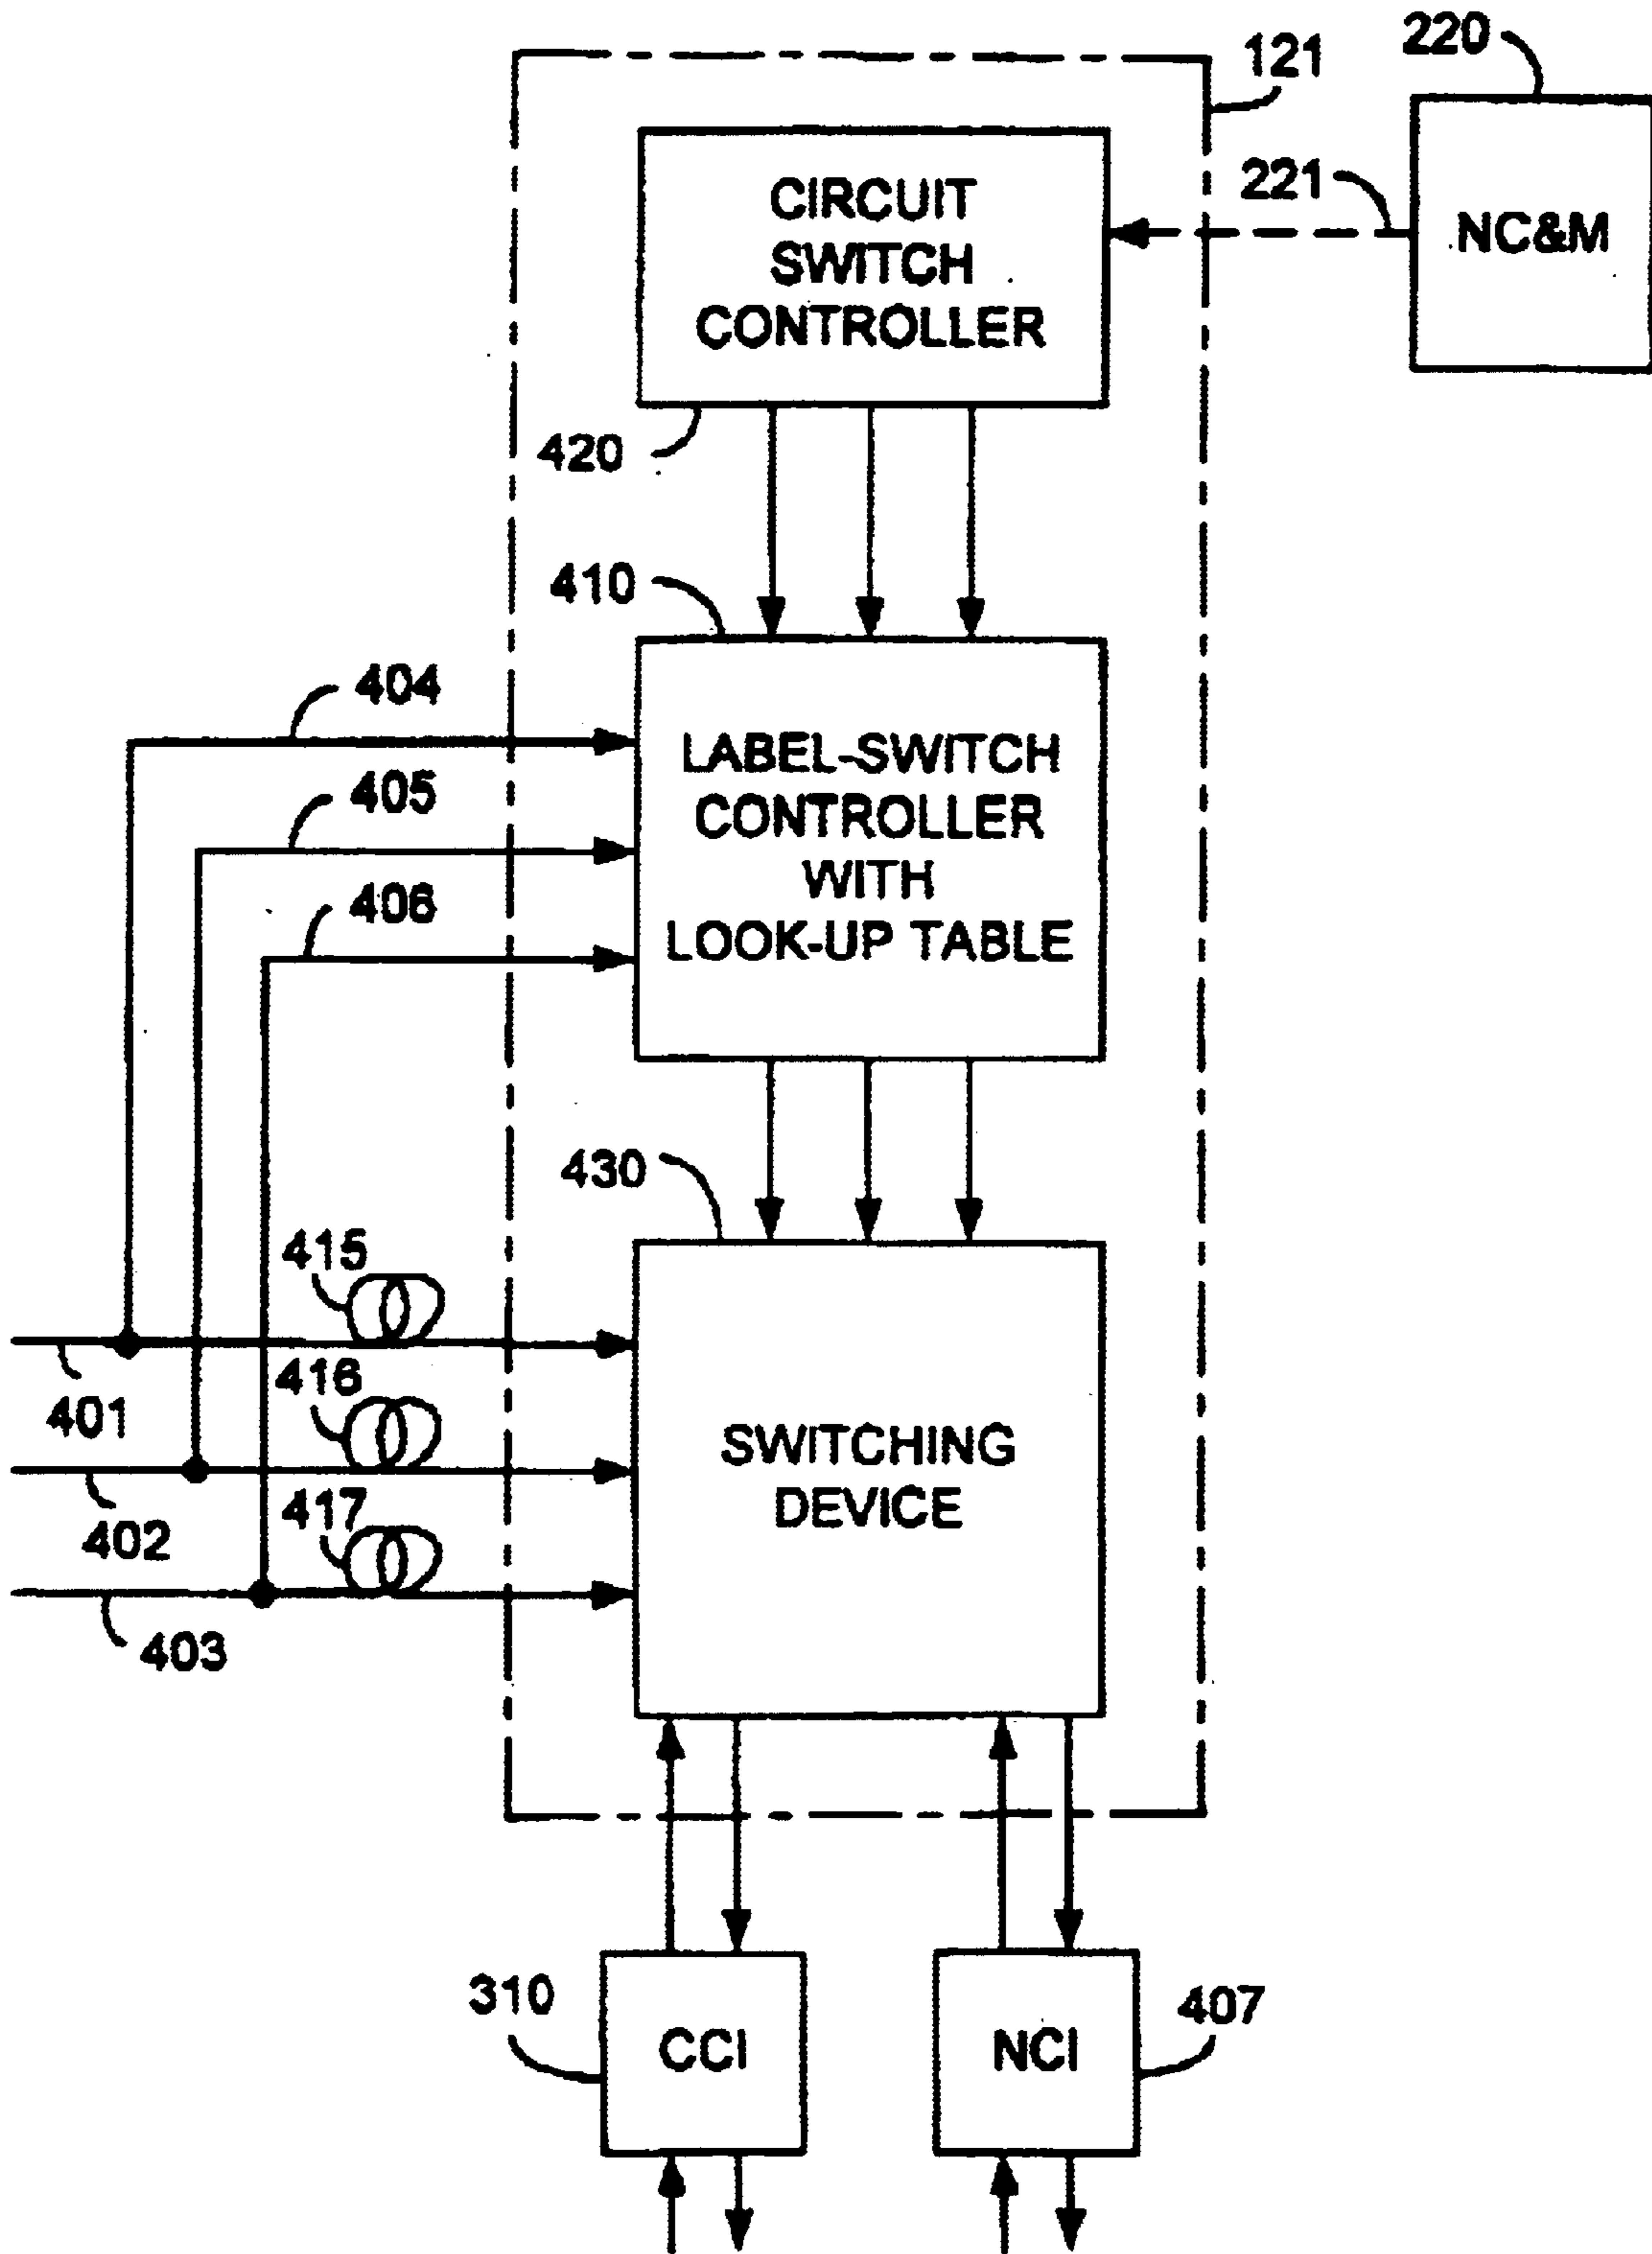 220
121
CIRCUIT
SWITCH
CONTROLLER
221
NC&M
420
410
404
LABEL-SWITCH
CONTROLLER
WITH
LOOK-UP TABLE
405
406
430
415
SWITCHING
DEVICE
401
416
402
417
403
310
CCI
NCI
407